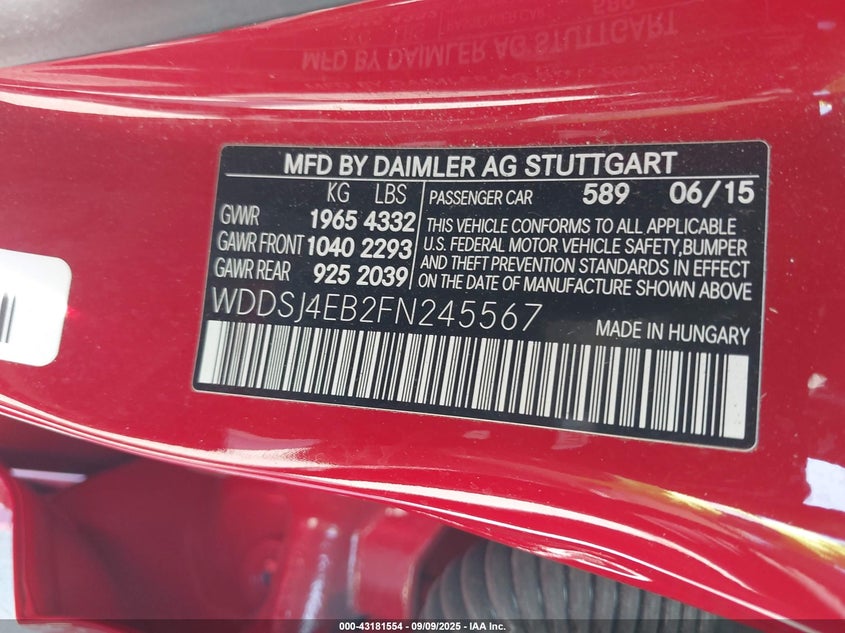 MFD BY DAIMLER AG STUTTGART
KG LBS
GVWR 1965 4332
GAWR FRONT 1040 2293
GAWR REAR 925 2039
PASSENGER CAR 589 06/15
THIS VEHICLE CONFORMS TO ALL APPLICABLE
U.S. FEDERAL MOTOR VEHICLE SAFETY,BUMPER
AND THEFT PREVENTION STANDARDS IN EFFECT
ON THE DATE OF MANUFACTURE SHOWN ABOVE
WDDSJ4EB2FN245567
MADE IN HUNGARY
000-43181554 - 09/09/2025 - IAA Inc.